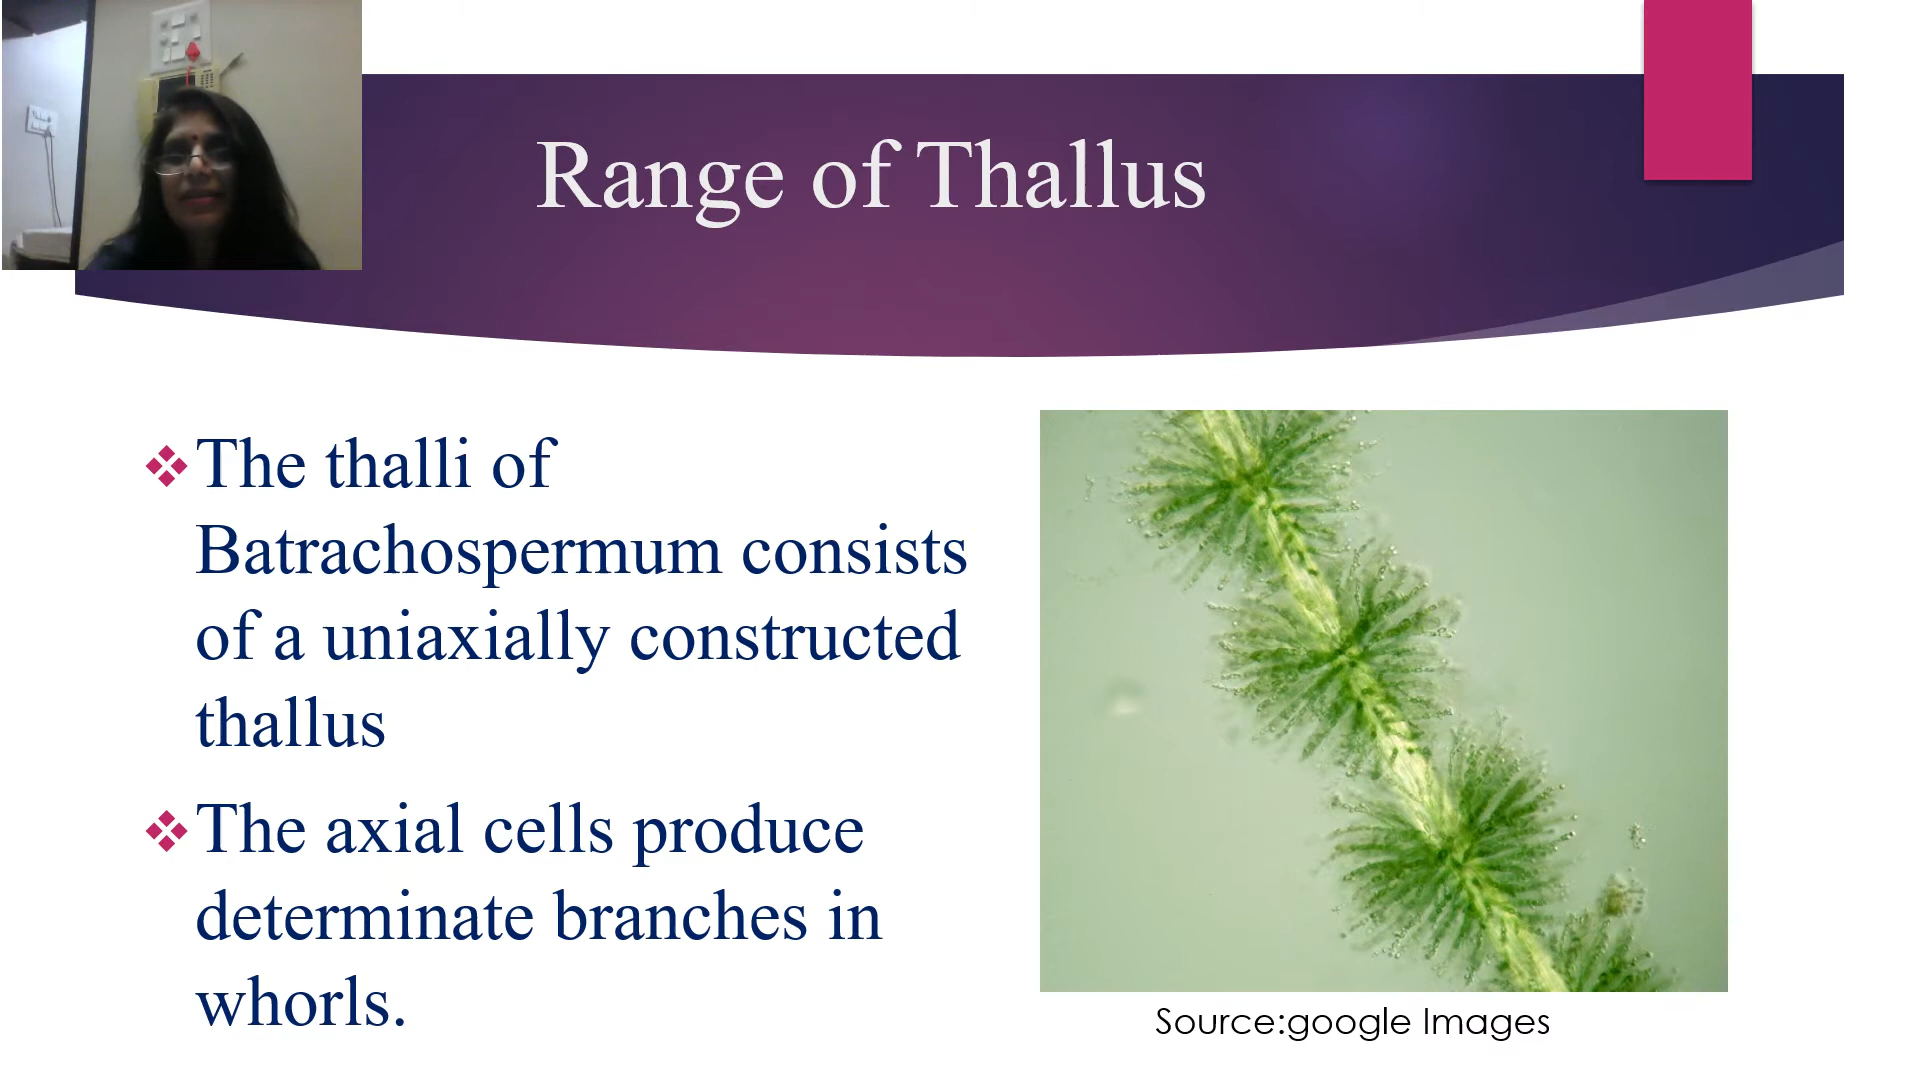 Range of Thallus
The thalli of
Batrachospermum consists
of a uniaxially constructed
thallus
The axial cells produce
determinate branches in
whorls.
Source:google Images